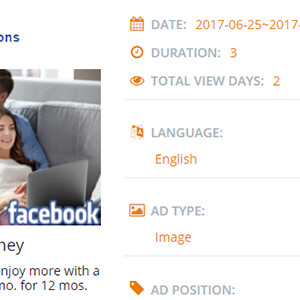 ons
facebook
ney
njoy more with a
mo. for 12 mos.
DATE: 2017-06-25~2017-
DURATION: 3
TOTAL VIEW DAYS: 2
LANGUAGE:
English
AD TYPE:
Image
AD POSITION: